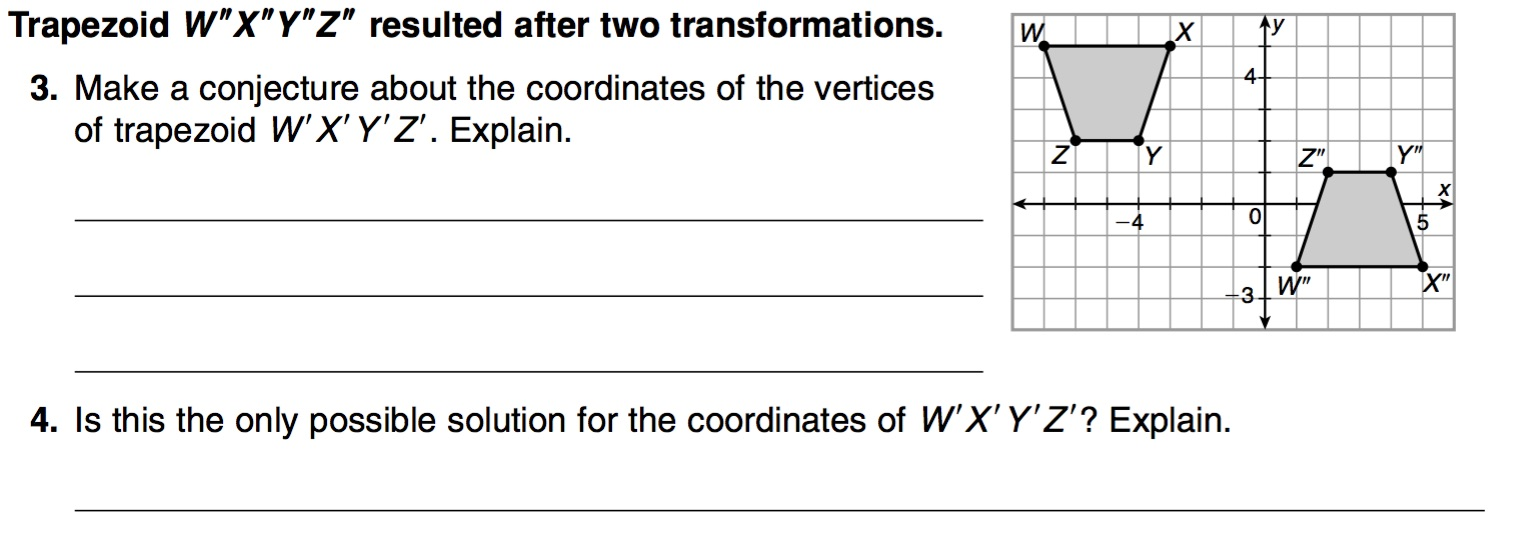 Trapezoid W″X″Y″Z″ resulted after two transformations.
3. Make a conjecture about the coordinates of the vertices
of trapezoid W′X′Y′Z′. Explain.
4. Is this the only possible solution for the coordinates of W′X′Y′Z′? Explain.
W
X
y
4
Z
Y
Z″
Y″
x
−4
0
5
−3
W″
X″